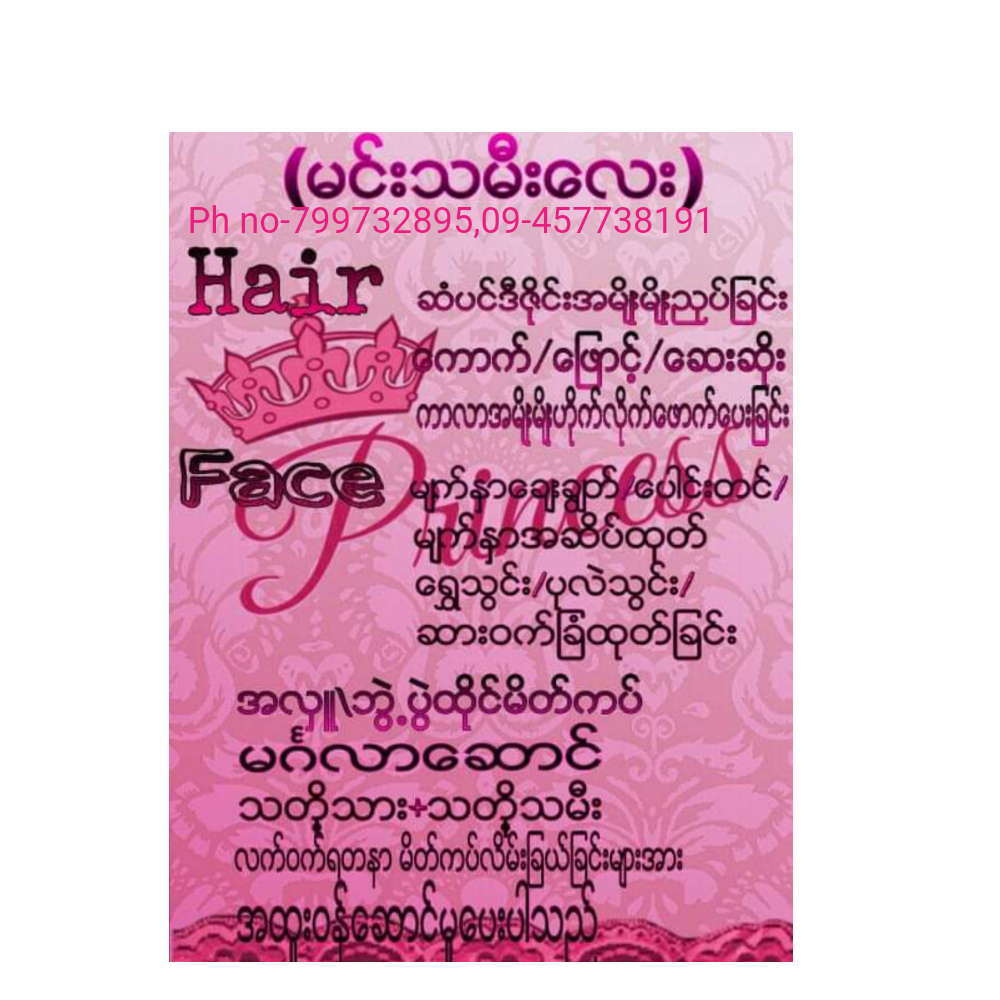 (မင်းသမီးလေး)
Ph no-799732895,09-457738191
Hair
ဆံပင်ဒီဇိုင်းအမျိုးမျိုးညှပ်ခြင်း
ကောက်/ဖြောင့်/ဆေးဆိုး
ကာလာအမျိုးမျိုးဟိုက်လိုက်ဖောက်ပေးခြင်း
Princess
Face
မျက်နှာချေးချွတ်/ပေါင်းတင်/
မျက်နှာအဆိပ်ထုတ်
ရွှေသွင်း/ပုလဲသွင်း/
ဆားဝက်ခြံထုတ်ခြင်း
အလှူ\ဘွဲ့ပွဲထိုင်မိတ်ကပ်
မင်္ဂလာဆောင်
သတို့သား+သတို့သမီး
လက်ဝက်ရတနာ မိတ်ကပ်လိမ်းခြယ်ခြင်းများအား
အထူးဝန်ဆောင်မှုပေးပါသည်